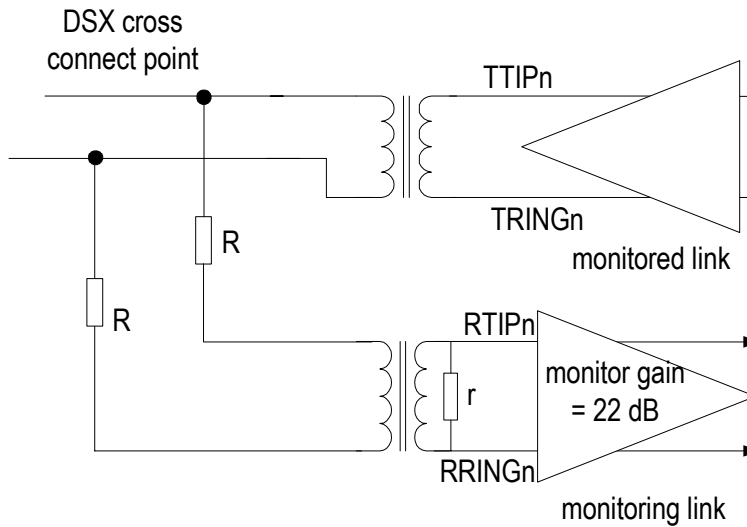 DSX cross
connect point
TTIPn
TRINGn
monitored link
R
R
RTIPn
monitor gain
= 22 dB
r
RRINGn
monitoring link